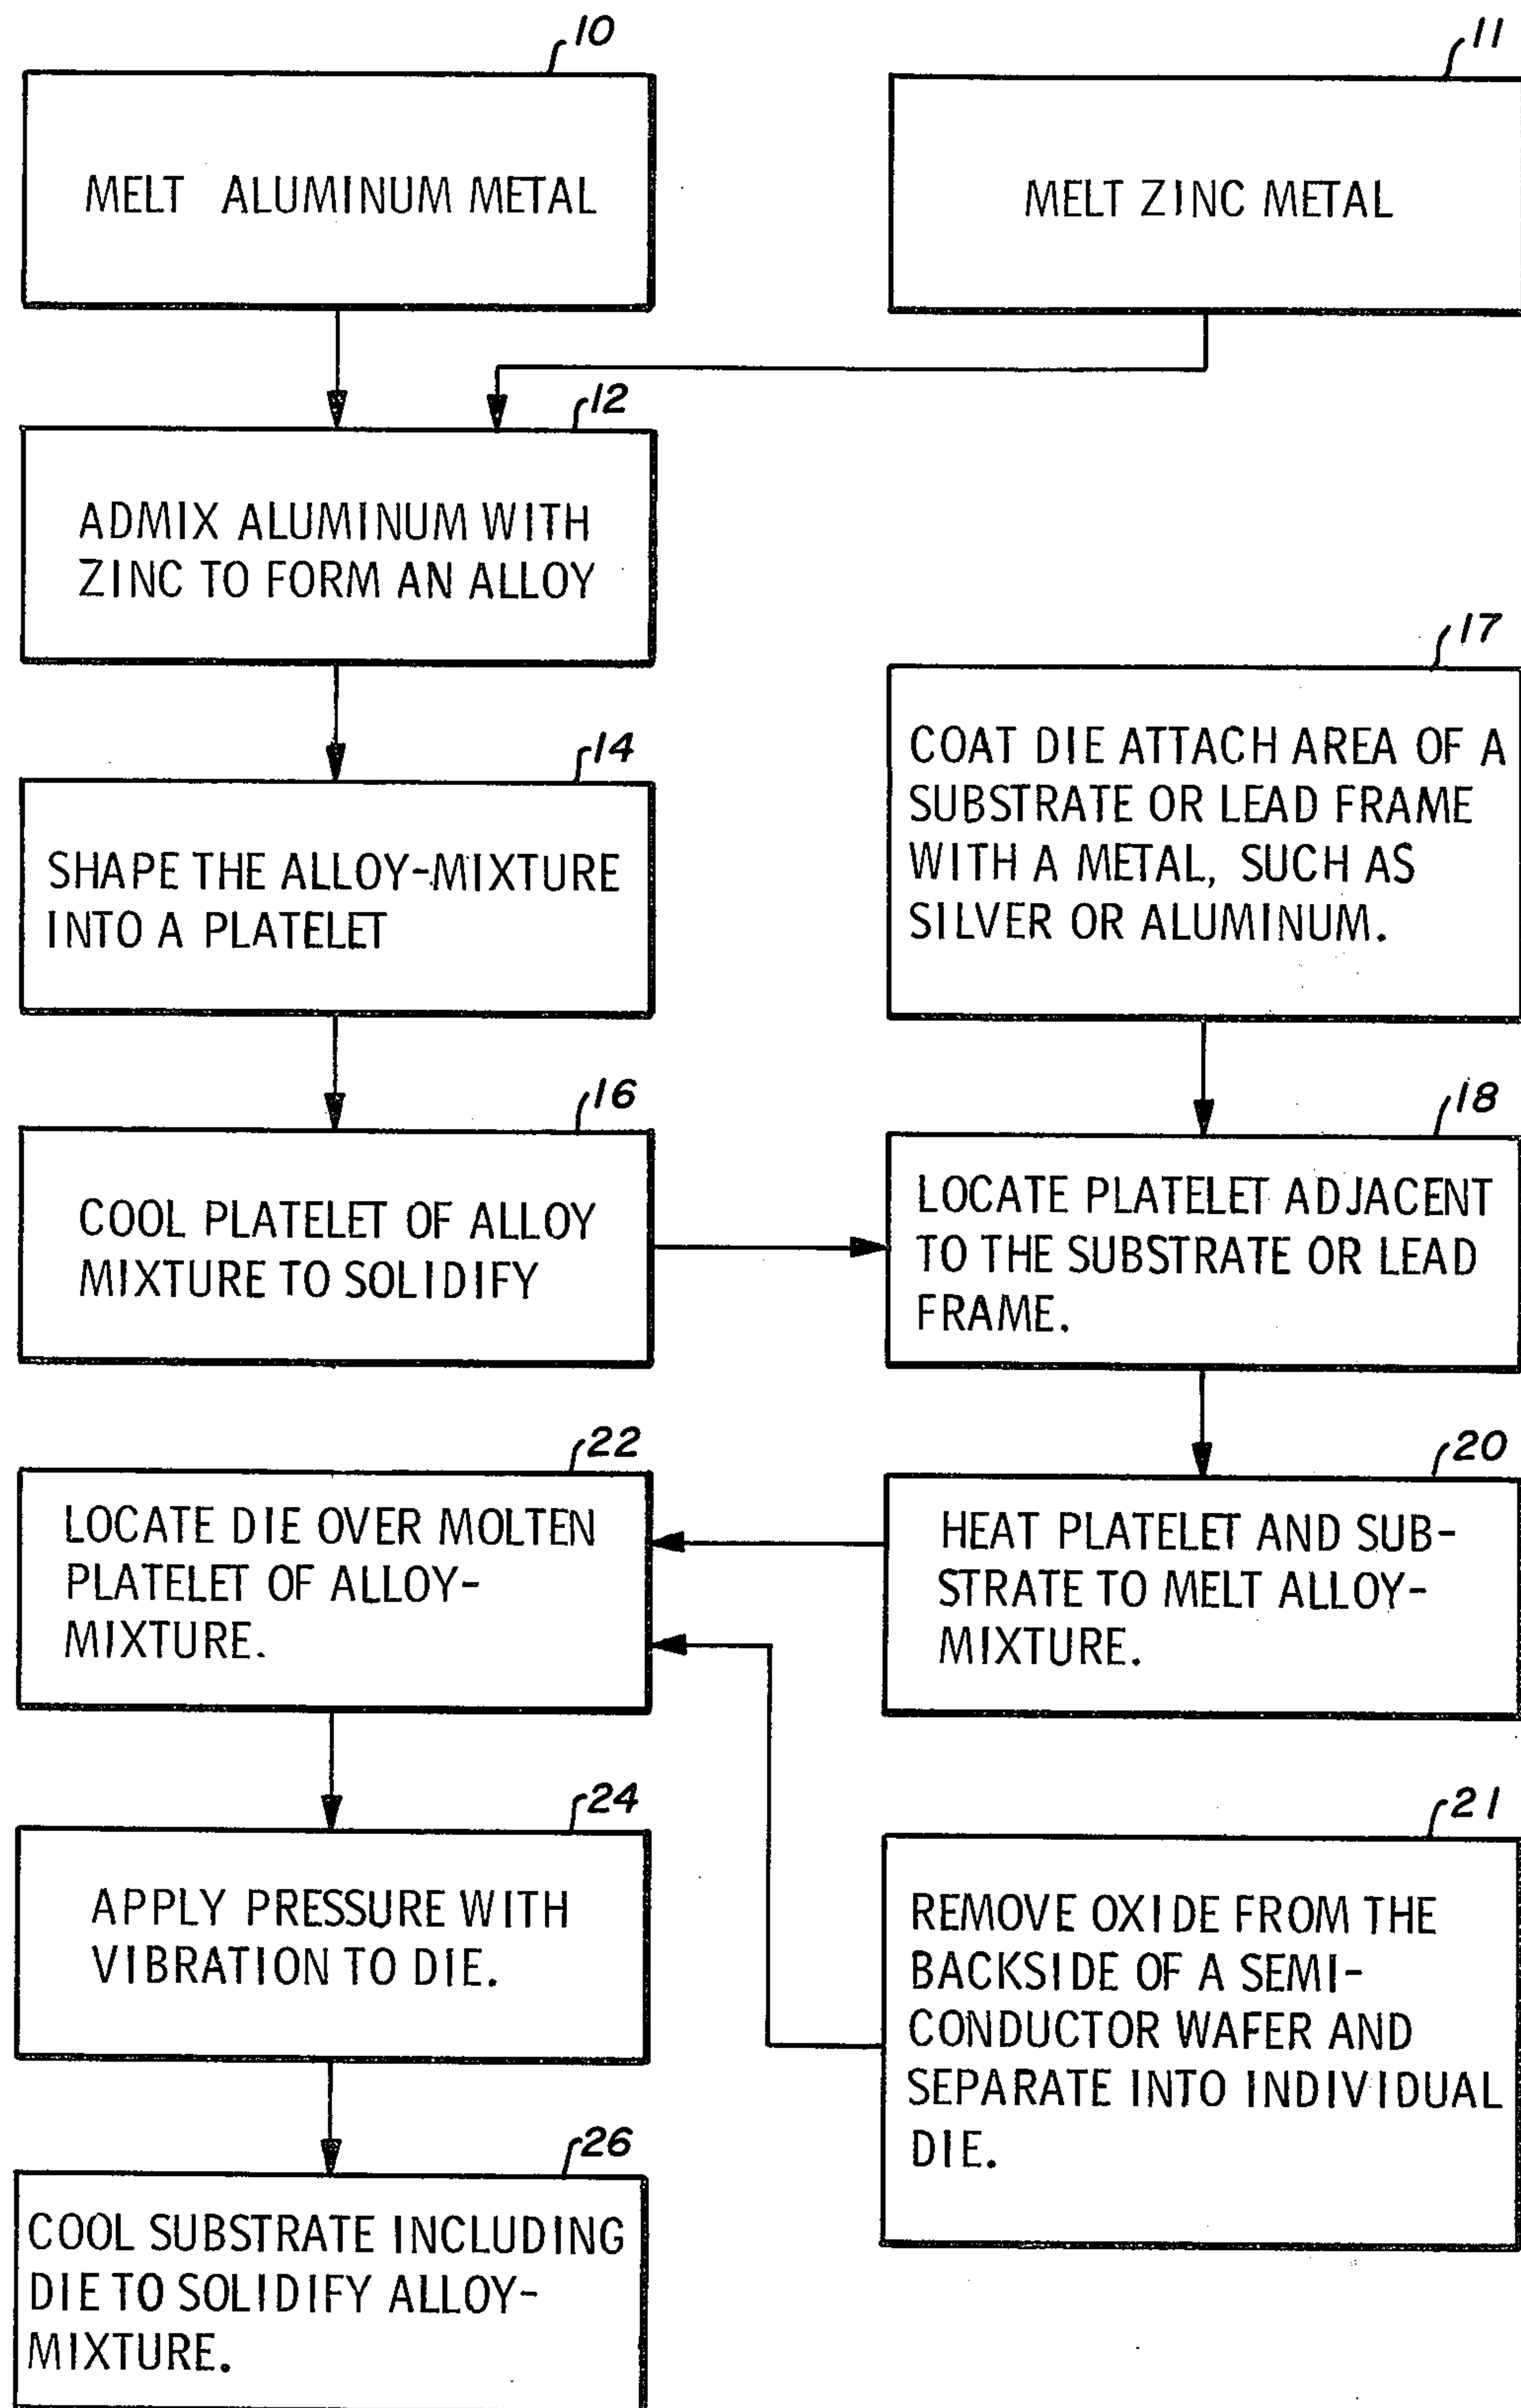 10
MELT ALUMINUM METAL
11
MELT ZINC METAL
12
ADMIX ALUMINUM WITH
ZINC TO FORM AN ALLOY
14
SHAPE THE ALLOY-MIXTURE
INTO A PLATELET
16
COOL PLATELET OF ALLOY
MIXTURE TO SOLIDIFY
17
COAT DIE ATTACH AREA OF A
SUBSTRATE OR LEAD FRAME
WITH A METAL, SUCH AS
SILVER OR ALUMINUM.
18
LOCATE PLATELET ADJACENT
TO THE SUBSTRATE OR LEAD
FRAME.
20
HEAT PLATELET AND SUB-
STRATE TO MELT ALLOY-
MIXTURE.
21
REMOVE OXIDE FROM THE
BACKSIDE OF A SEMI-
CONDUCTOR WAFER AND
SEPARATE INTO INDIVIDUAL
DIE.
22
LOCATE DIE OVER MOLTEN
PLATELET OF ALLOY-
MIXTURE.
24
APPLY PRESSURE WITH
VIBRATION TO DIE.
26
COOL SUBSTRATE INCLUDING
DIE TO SOLIDIFY ALLOY-
MIXTURE.